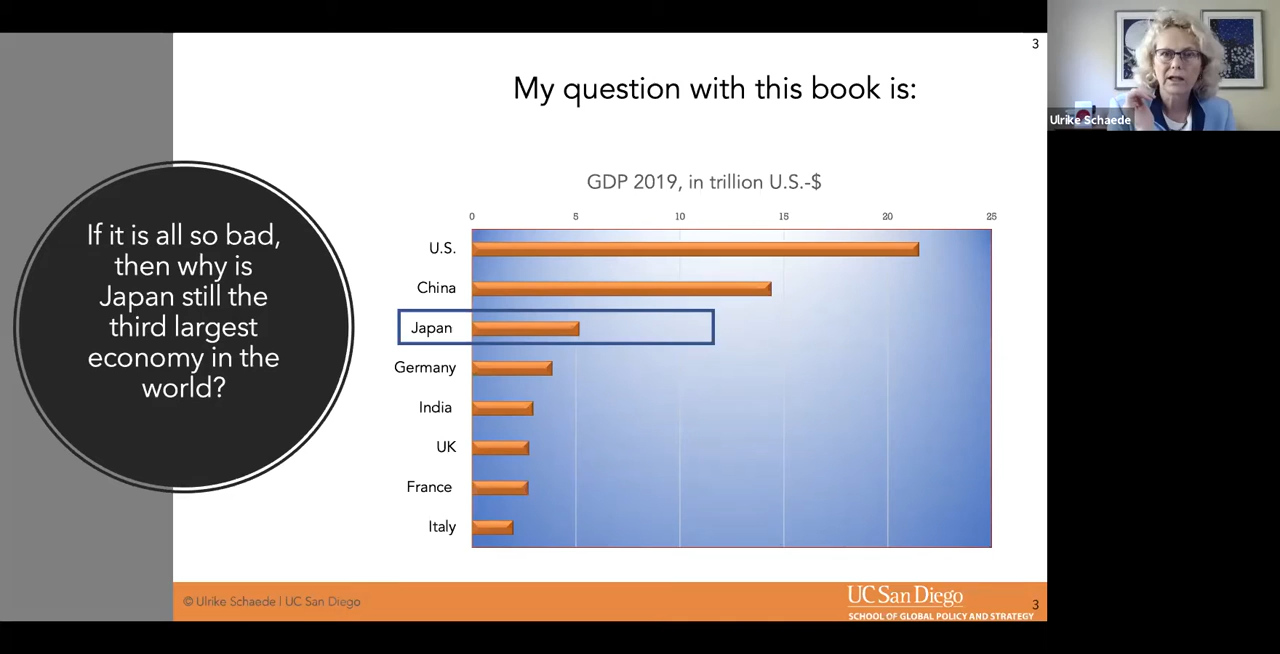 3
My question with this book is:
Ulrike Schaede
GDP 2019, in trillion U.S.-$
0 5 10 15 20 25
If it is all so bad,
then why is
Japan still the
third largest
economy in the
world?
U.S.
China
Japan
Germany
India
UK
France
Italy
© Ulrike Schaede | UC San Diego
UC San Diego
SCHOOL OF GLOBAL POLICY AND STRATEGY
3